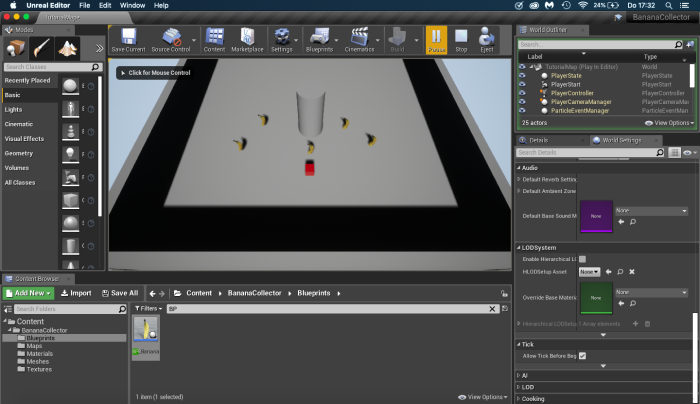 Unreal Editor File Edit Window Help 24% Do 17:32
TutorialMap BananaCollector
Modes
Search Classes
Recently Placed
Basic
Lights
Cinematic
Visual Effects
Geometry
Volumes
All Classes
Save Current Source Control Content Marketplace Settings Blueprints Cinematics Build Pause Stop Eject
Click for Mouse Control
World Outliner
Search...
Label Type
TutorialMap (Play In Editor) World
PlayerState PlayerState
PlayerStart PlayerStart
PlayerController PlayerController
PlayerCameraManager PlayerCameraMa
ParticleEventManager ParticleEventMa
25 actors View Options
Details World Settings
Search Details
Audio
Default Reverb Settin
Default Ambient Zone
Default Base Sound M None None
LODSystem
Enable Hierarchical LO
HLODSetup Asset None
Override Base Materia None None
Hierarchical LODSetu 1 Array elements
Tick
Allow Tick Before Beg
AI
LOD
Cooking
Content Browser
Add New Import Save All Content BananaCollector Blueprints
Search Folders
Content
BananaCollector
Blueprints
Maps
Materials
Meshes
Textures
Filters BP
BP_Banana
1 item (1 selected) View Options